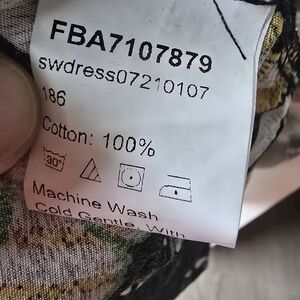 FBA7107879
swdress07210107
186
Cotton: 100%
30°
Machine Wash
Cold Gentle, With